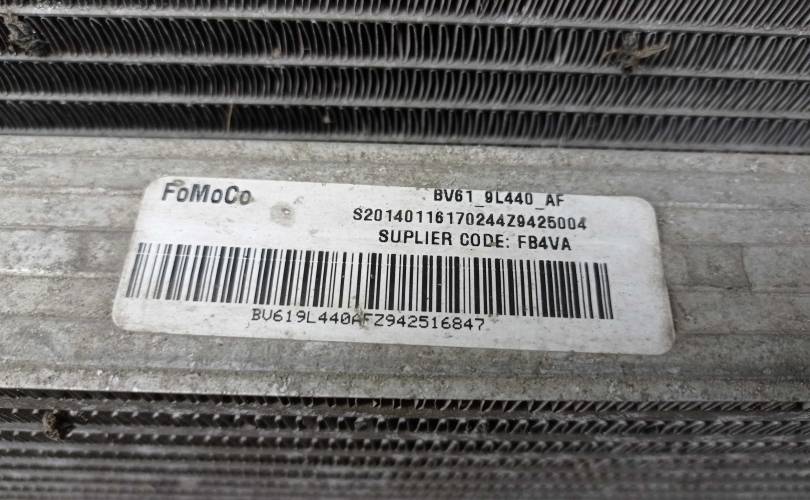 FoMoCo BV61_9L440_AF
S20140116170244Z9425004
SUPLIER CODE: FB4VA
BV619L440AFZ942516847